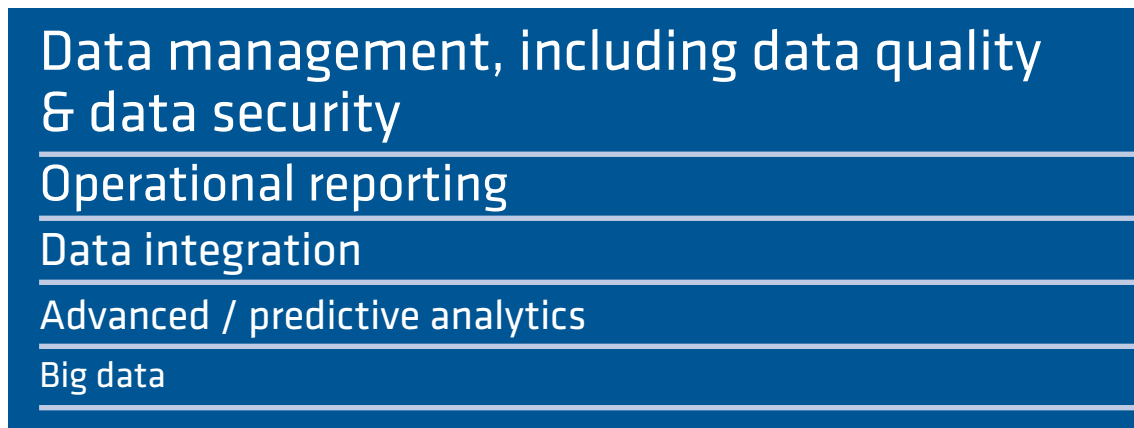 Data management, including data quality
& data security
Operational reporting
Data integration
Advanced / predictive analytics
Big data